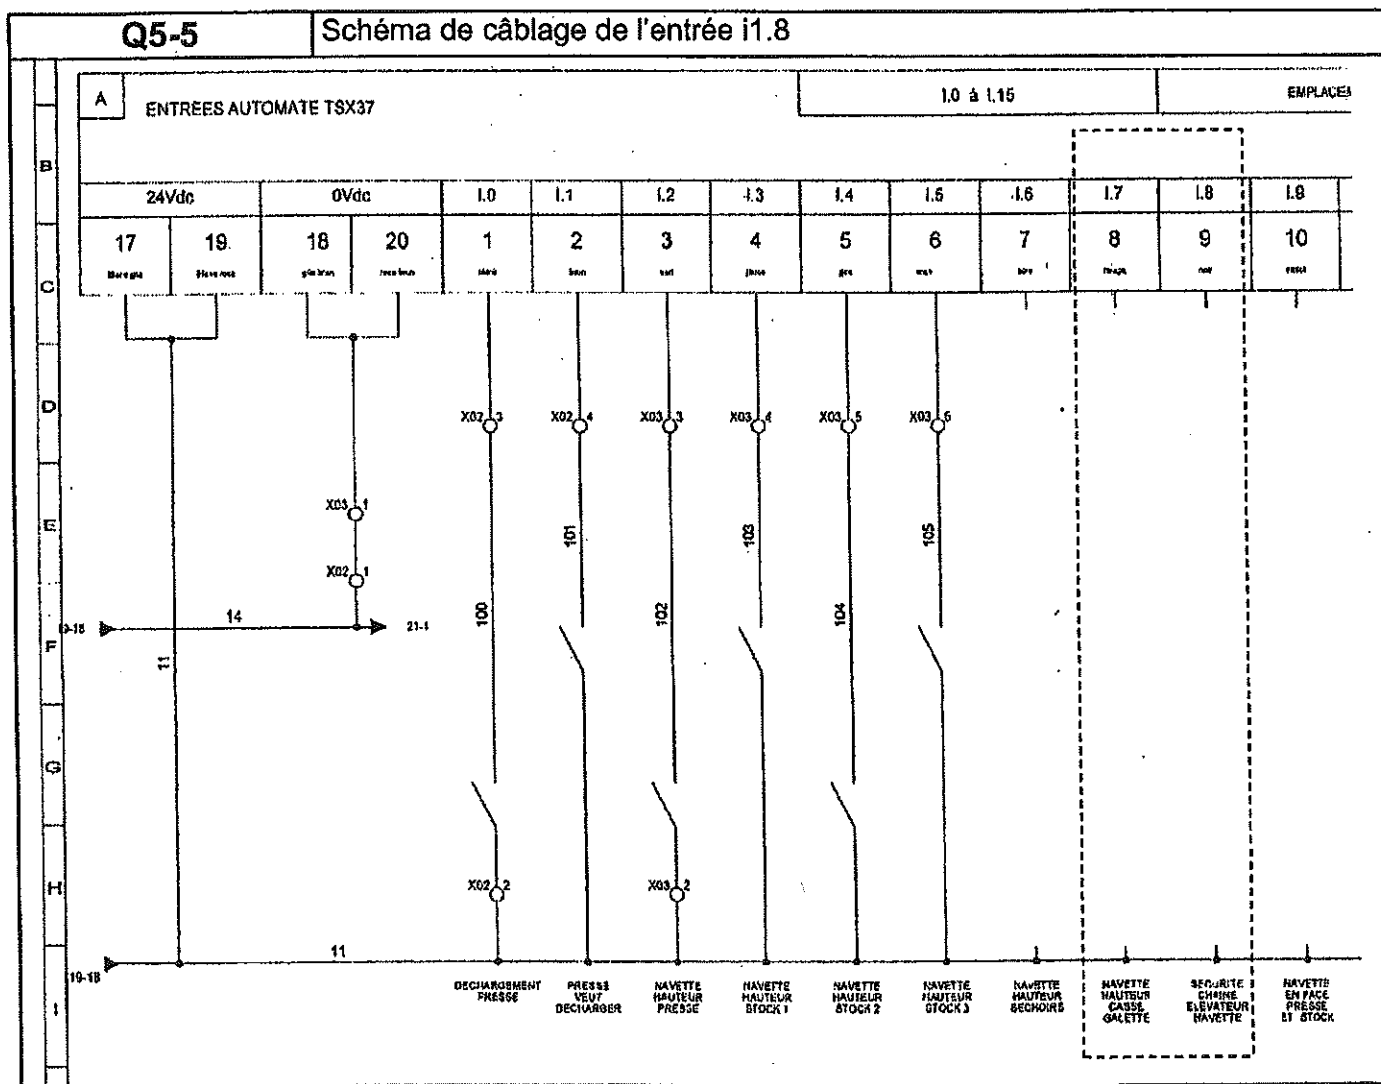 Q5-5
Schéma de câblage de l'entrée i1.8
A
ENTREES AUTOMATE TSX37
I.0 à I.15
B
24Vdc 0Vdc I.0 I.1 I.2 I.3 I.4 I.5 I.6 I.7 I.8 I.9
17 19 18 20 1 2 3 4 5 6 7 8 9 10
C
D
X02 3 X02 4 X03 3 X03 4 X03 5 X03 6
E
X03 1
101 103 105
X02 1
14
21-1
100 102 104
F
11
G
H
X02 2 X03 2
11
19-18
I
DECHARGEMENT
PRESSE
PRESSE
VEUT
DECHARGER
NAVETTE
HAUTEUR
PRESSE
NAVETTE
HAUTEUR
STOCK 1
NAVETTE
HAUTEUR
STOCK 2
NAVETTE
HAUTEUR
STOCK 3
NAVETTE
HAUTEUR
SECHOIRS
NAVETTE
HAUTEUR
CASSE
GALETTE
SECURITE
CHAINE
ELEVATEUR
NAVETTE
NAVETTE
EN FACE
PRESSE
ET STOCK